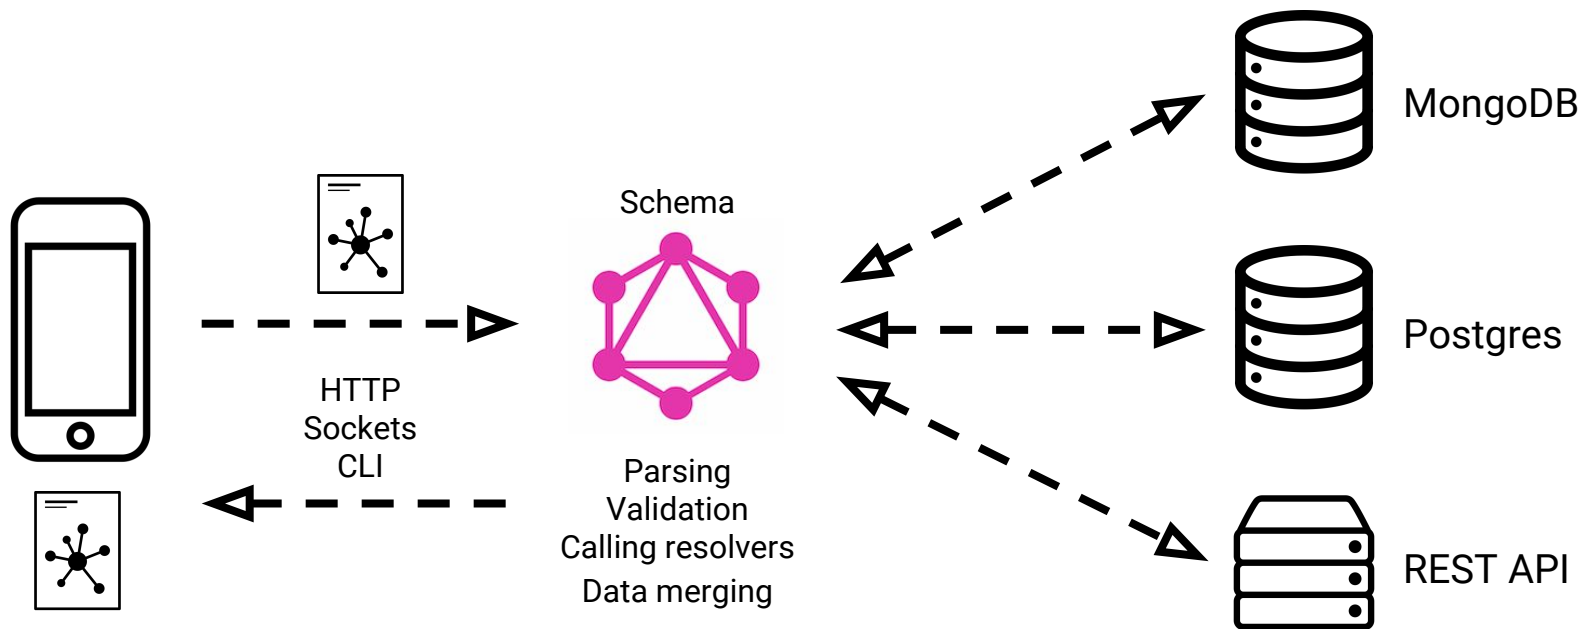 HTTP
Sockets
CLI
Schema
Parsing
Validation
Calling resolvers
Data merging
MongoDB
Postgres
REST API